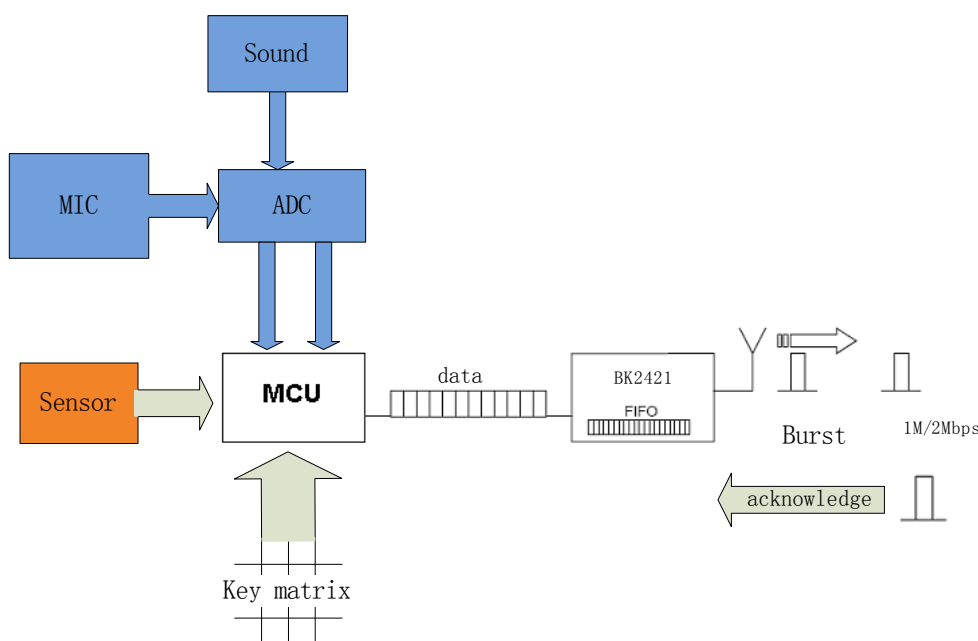 Sound
MIC
ADC
MCU
data
BK2421
FIFO
Sensor
Burst
1M/2Mbps
acknowledge
Key matrix